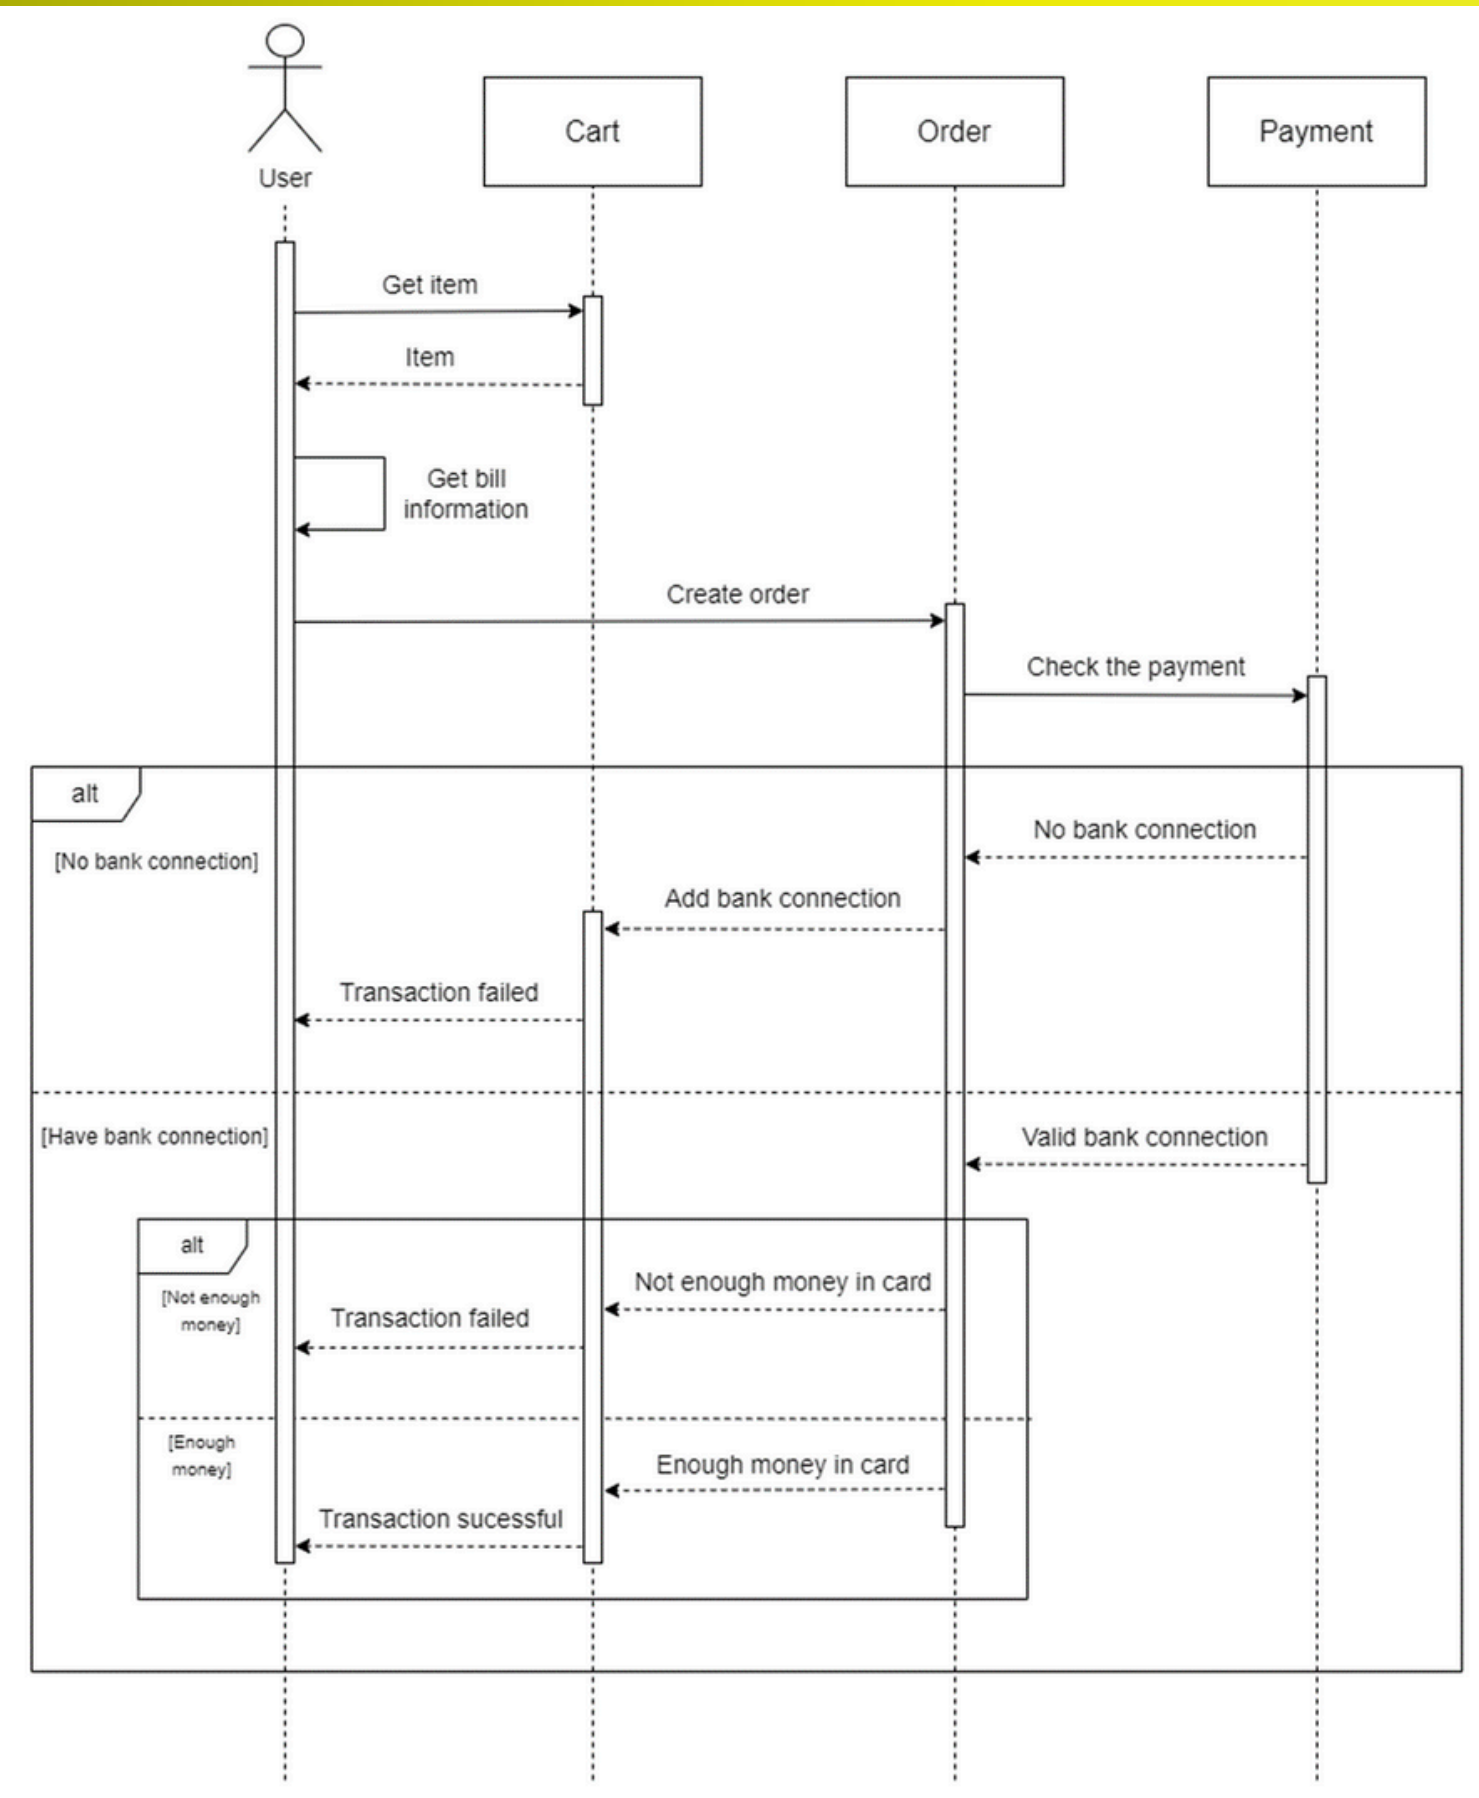 User
Cart
Order
Payment
Get item
Item
Get bill
information
Create order
Check the payment
alt
No bank connection
[No bank connection]
Add bank connection
Transaction failed
[Have bank connection]
Valid bank connection
alt
Not enough money in card
[Not enough
money]
Transaction failed
[Enough
money]
Enough money in card
Transaction sucessful